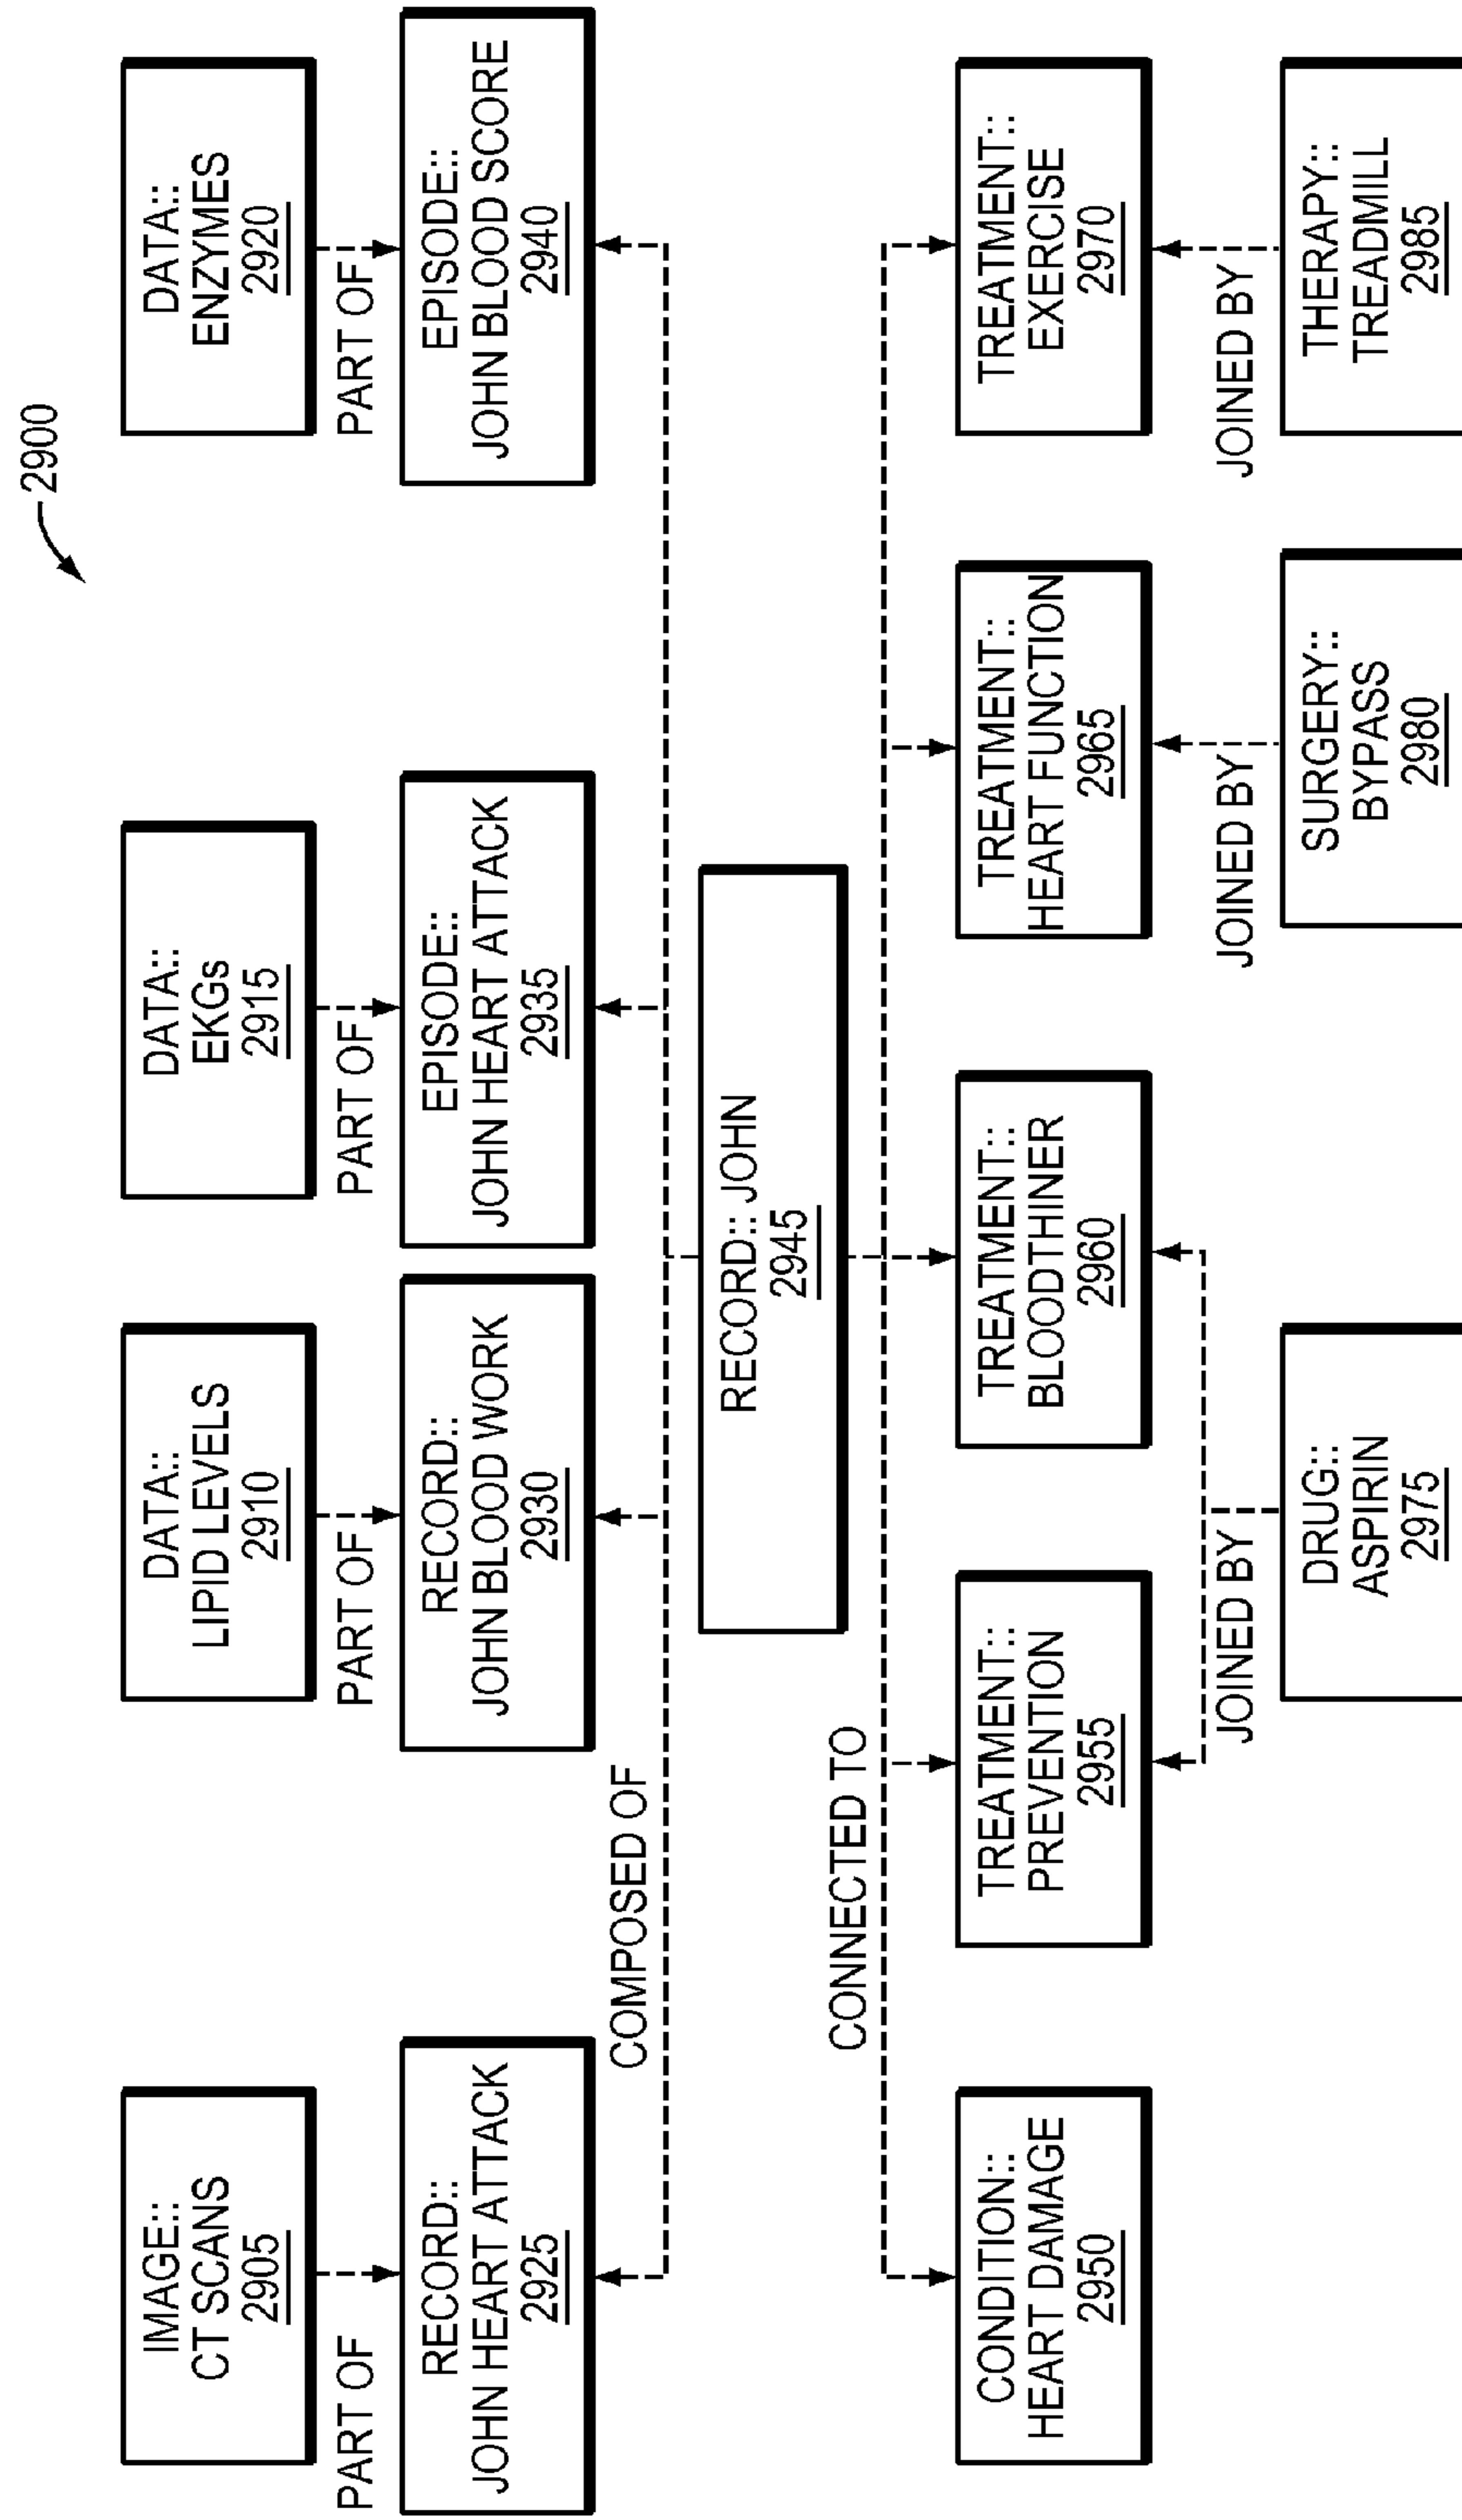 2900
IMAGE::
CT SCANS
2905
DATA::
LIPID LEVELS
2910
DATA::
EKGs
2915
DATA::
ENZYMES
2920
PART OF
PART OF
PART OF
PART OF
RECORD::
JOHN HEART ATTACK
2925
RECORD::
JOHN BLOOD WORK
2930
EPISODE::
JOHN HEART ATTACK
2935
EPISODE::
JOHN BLOOD SCORE
2940
COMPOSED OF
RECORD:: JOHN
2945
CONNECTED TO
CONDITION::
HEART DAMAGE
2950
TREATMENT::
PREVENTION
2955
TREATMENT::
BLOODTHINER
2960
TREATMENT::
HEART FUNCTION
2965
TREATMENT::
EXERCISE
2970
JOINED BY
JOINED BY
JOINED BY
DRUG::
ASPIRIN
2975
SURGERY::
BYPASS
2980
THERAPY::
TREADMILL
2985